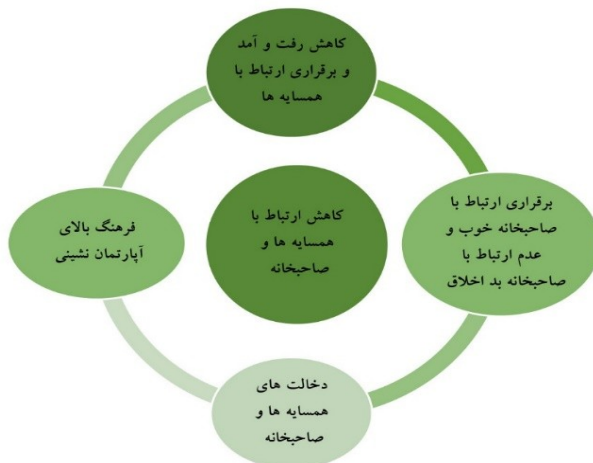 کاهش رفت و آمد
و برقراری ارتباط با
همسایه ها
برقراری ارتباط با
صاحبخانه خوب و
عدم ارتباط با
صاحبخانه بد اخلاق
کاهش ارتباط با
همسایه ها و
صاحبخانه
فرهنگ بالای
آپارتمان نشینی
دخالت های
همسایه ها و
صاحبخانه